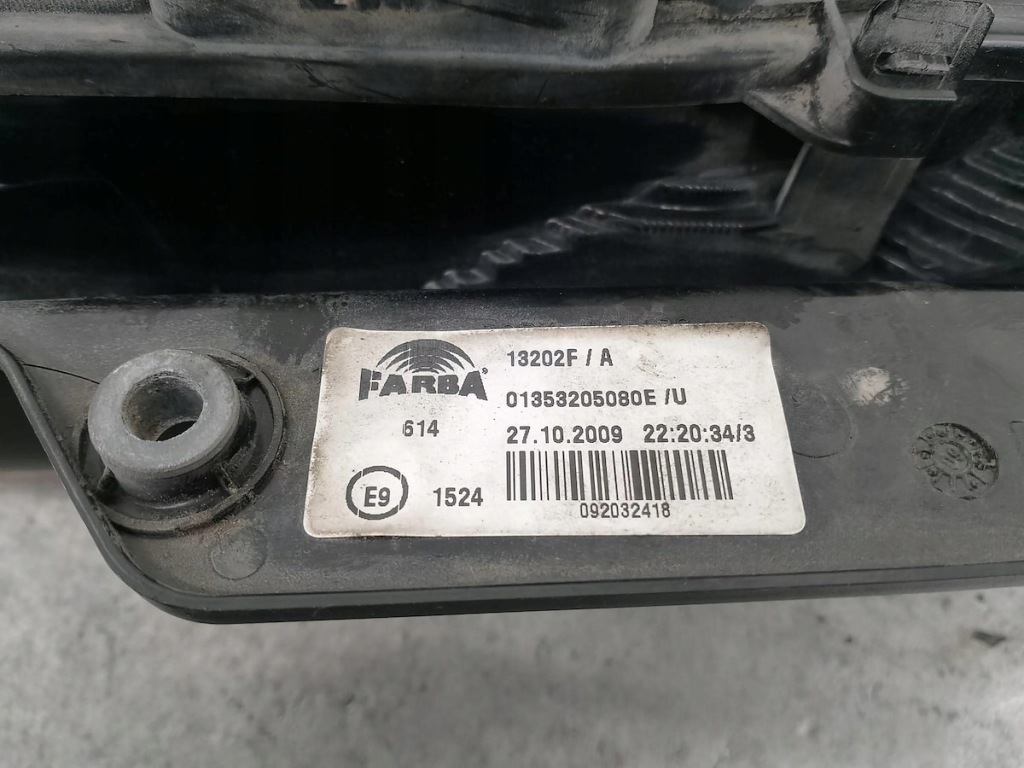 FARBA
13202F / A
01353205080E /U
614
27.10.2009 22:20:34/3
E9
1524
092032418